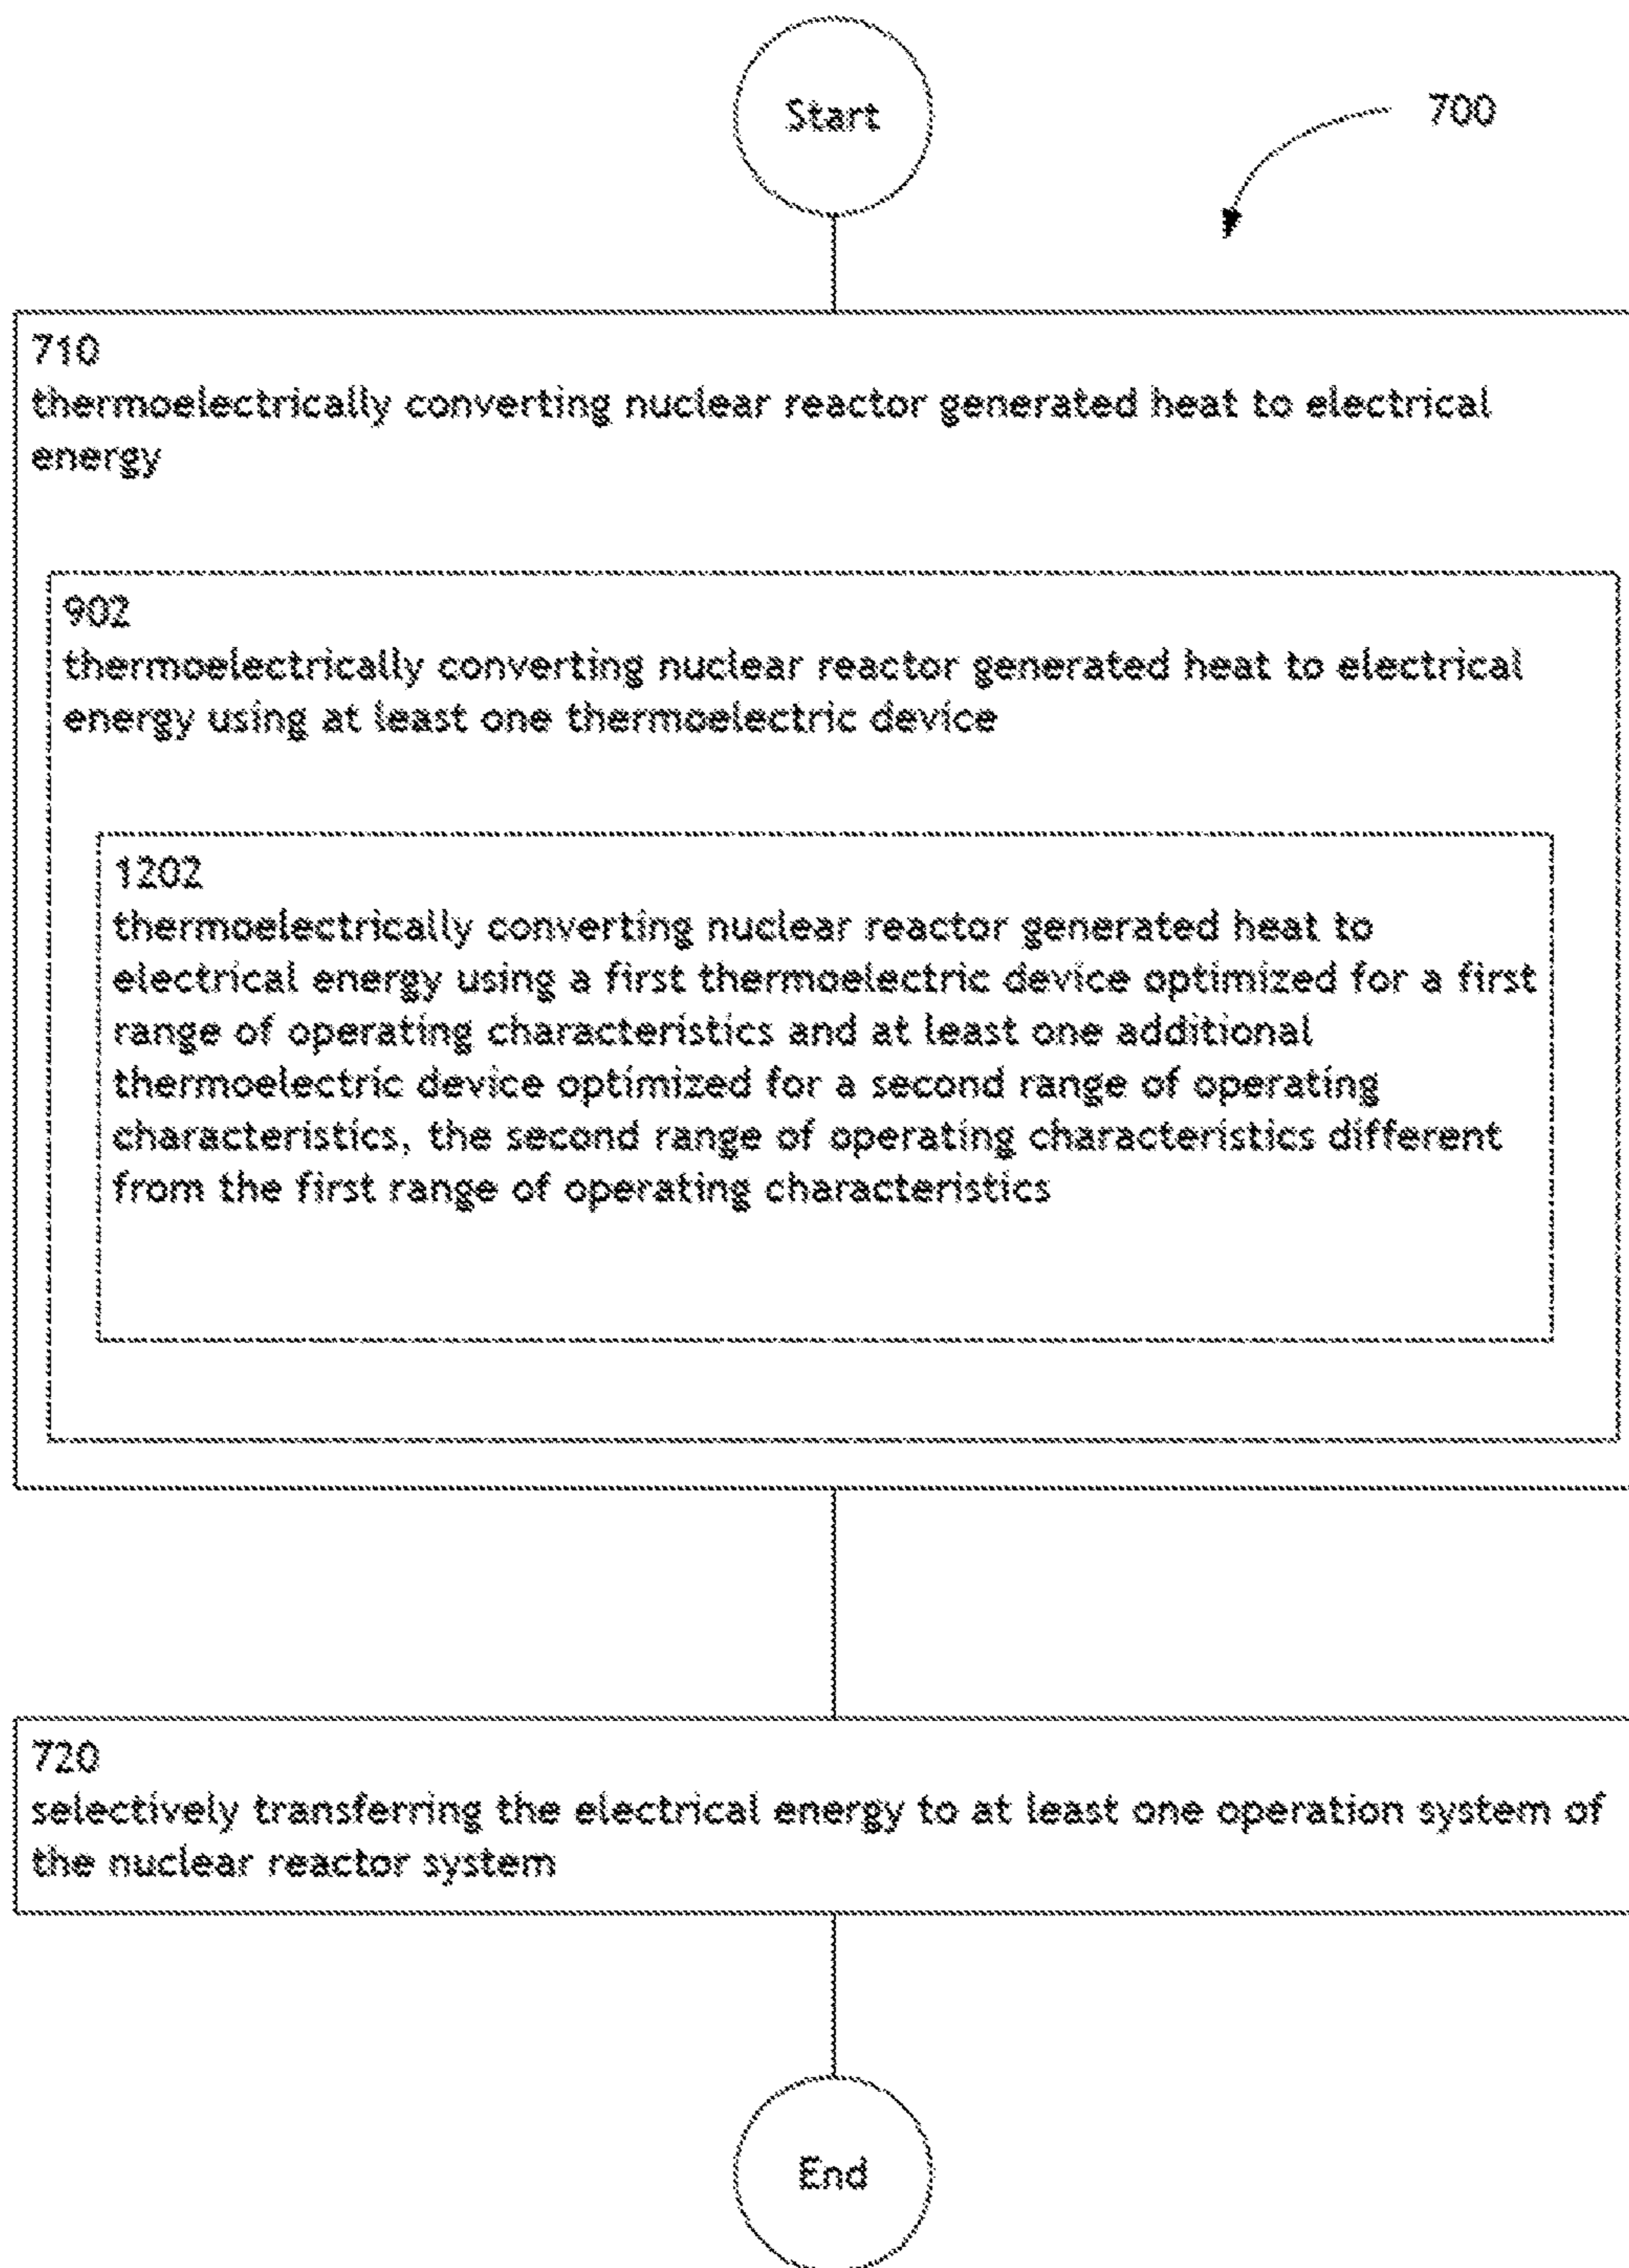 Start
700
710
thermoelectrically converting nuclear reactor generated heat to electrical
energy
902
thermoelectrically converting nuclear reactor generated heat to electrical
energy using at least one thermoelectric device
1202
thermoelectrically converting nuclear reactor generated heat to
electrical energy using a first thermoelectric device optimized for a first
range of operating characteristics and at least one additional
thermoelectric device optimized for a second range of operating
characteristics, the second range of operating characteristics different
from the first range of operating characteristics
720
selectively transferring the electrical energy to at least one operation system of
the nuclear reactor system
End